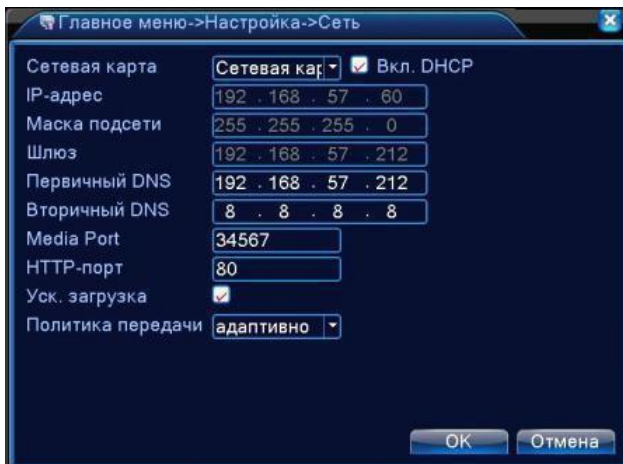 Главное меню->Настройка->Сеть
Сетевая карта Сетевая кар Вкл. DHCP
IP-адрес 192 . 168 . 57 . 60
Маска подсети 255 . 255 . 255 . 0
Шлюз 192 . 168 . 57 . 212
Первичный DNS 192 . 168 . 57 . 212
Вторичный DNS 8 . 8 . 8 . 8
Media Port 34567
HTTP-порт 80
Уск. загрузка
Политика передачи адаптивно
OK Отмена